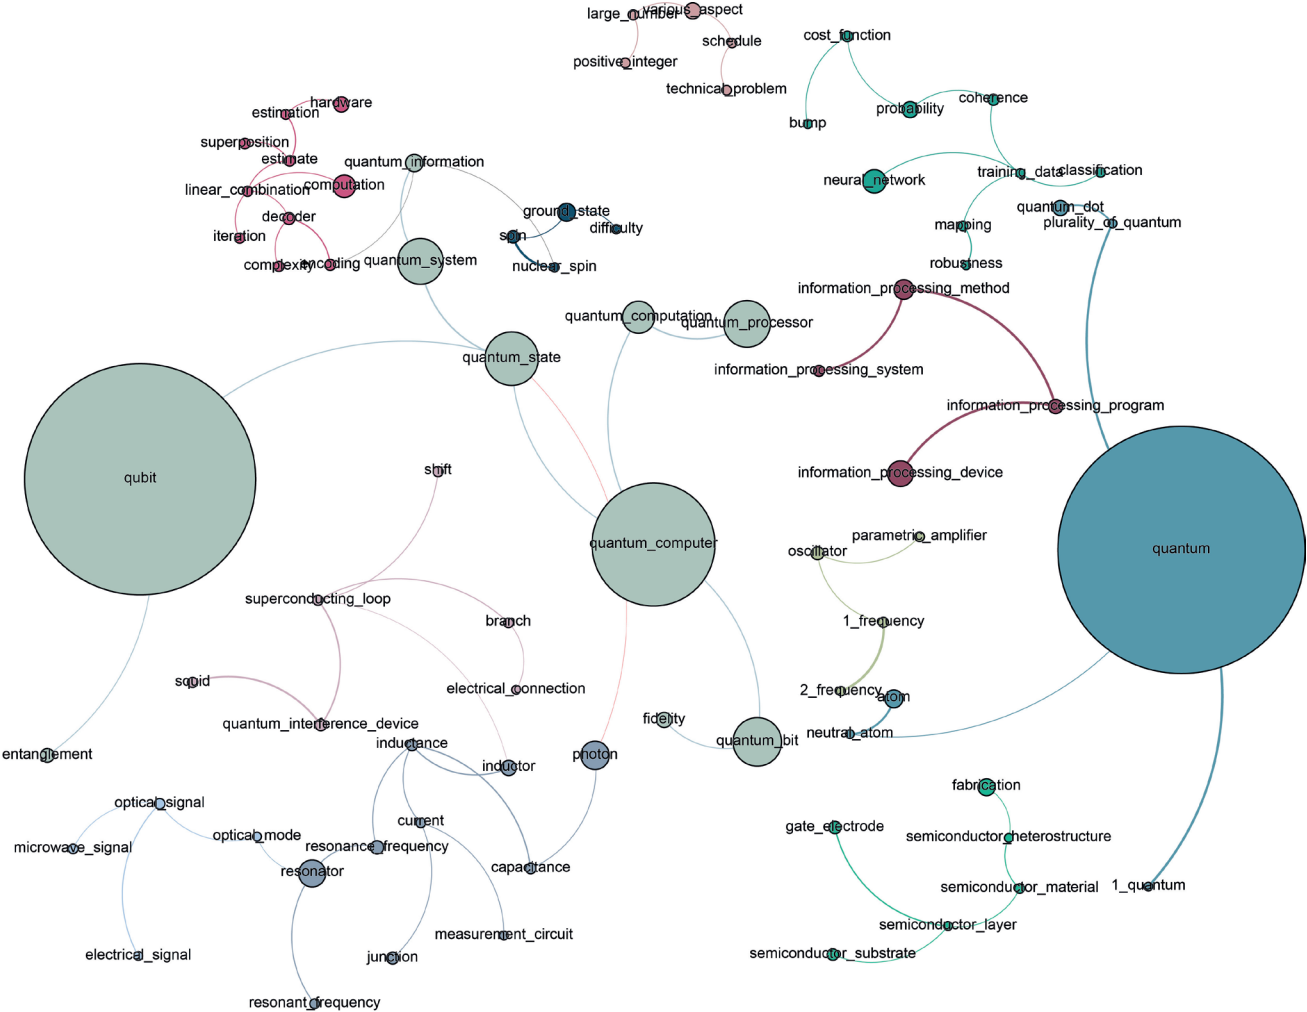 large_number
various_aspect
schedule
positive_integer
technical_problem
cost_function
probability
coherence
bump
hardware
estimation
superposition
estimate
quantum_information
linear_combination
computation
decoder
iteration
complexity
encoding
quantum_system
ground_state
spin
difficulty
nuclear_spin
neural_network
training_data
classification
quantum_dot
mapping
plurality_of_quantum
robustness
information_processing_method
quantum_computation
quantum_processor
quantum_state
information_processing_system
information_processing_program
information_processing_device
qubit
shift
quantum_computer
quantum
parametric_amplifier
oscillator
superconducting_loop
branch
1_frequency
squid
electrical_connection
2_frequency
atom
quantum_interference_device
fidelity
neutral_atom
inductance
quantum_bit
entanglement
photon
inductor
fabrication
optical_signal
current
gate_electrode
optical_mode
semiconductor_heterostructure
microwave_signal
resonance_frequency
resonator
capacitance
semiconductor_material
1_quantum
semiconductor_layer
measurement_circuit
electrical_signal
junction
semiconductor_substrate
resonant_frequency